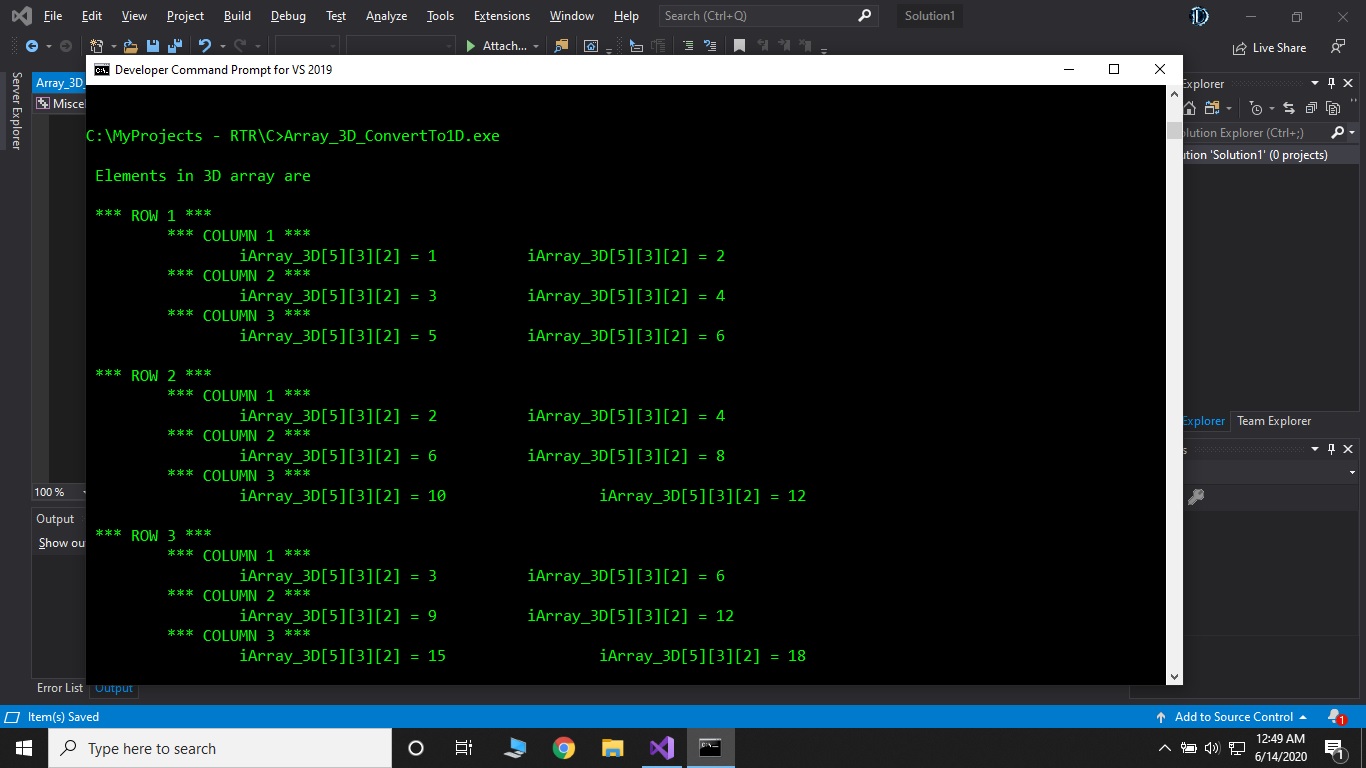 File Edit View Project Build Debug Test Analyze Tools Extensions Window Help Search (Ctrl+Q) Solution1
Attach... Live Share
Developer Command Prompt for VS 2019
Server Explorer
Array_3D_
Miscel
C:\MyProjects - RTR\C>Array_3D_ConvertTo1D.exe
Elements in 3D array are
*** ROW 1 ***
*** COLUMN 1 ***
iArray_3D[5][3][2] = 1 iArray_3D[5][3][2] = 2
*** COLUMN 2 ***
iArray_3D[5][3][2] = 3 iArray_3D[5][3][2] = 4
*** COLUMN 3 ***
iArray_3D[5][3][2] = 5 iArray_3D[5][3][2] = 6
*** ROW 2 ***
*** COLUMN 1 ***
iArray_3D[5][3][2] = 2 iArray_3D[5][3][2] = 4
*** COLUMN 2 ***
iArray_3D[5][3][2] = 6 iArray_3D[5][3][2] = 8
*** COLUMN 3 ***
iArray_3D[5][3][2] = 10 iArray_3D[5][3][2] = 12
*** ROW 3 ***
*** COLUMN 1 ***
iArray_3D[5][3][2] = 3 iArray_3D[5][3][2] = 6
*** COLUMN 2 ***
iArray_3D[5][3][2] = 9 iArray_3D[5][3][2] = 12
*** COLUMN 3 ***
iArray_3D[5][3][2] = 15 iArray_3D[5][3][2] = 18
Explorer
olution Explorer (Ctrl+;)
ution 'Solution1' (0 projects)
Explorer Team Explorer
s
100 %
Output
Show ou
Error List Output
Item(s) Saved Add to Source Control 1
Type here to search
12:49 AM
6/14/2020
1